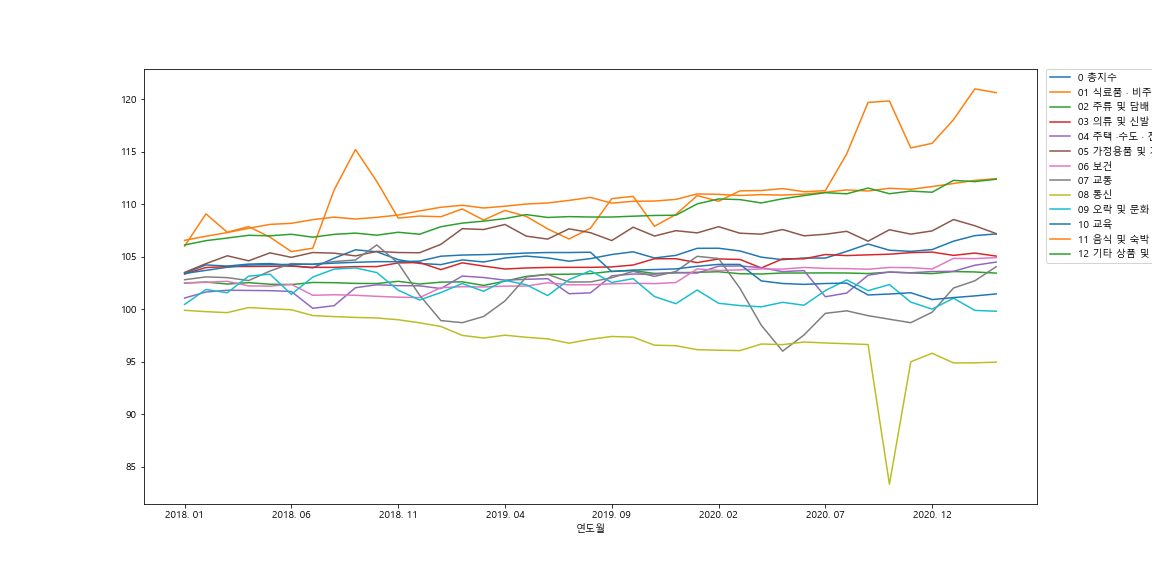 120
115
110
105
100
95
90
85
2018. 01
2018. 06
2018. 11
2019. 04
2019. 09
2020. 02
2020. 07
2020. 12
연도월
0 총지수
01 식료품 · 비주
02 주류 및 담배
03 의류 및 신발
04 주택 ·수도 ·
05 가정용품 및
06 보건
07 교통
08 통신
09 오락 및 문화
10 교육
11 음식 및 숙박
12 기타 상품 및